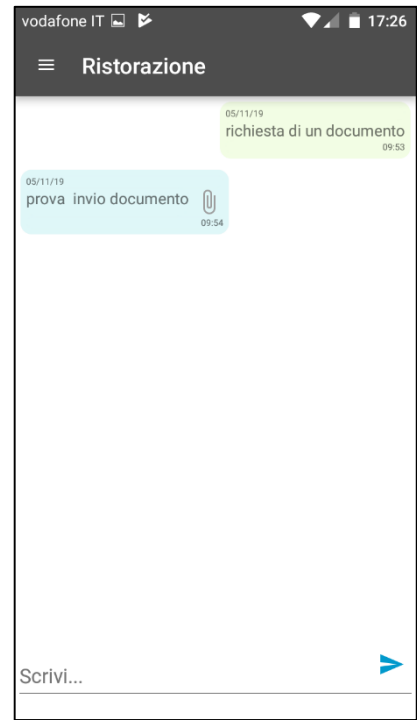 vodafone IT 17:26
Ristorazione
05/11/19
richiesta di un documento
09:53
05/11/19
prova  invio documento
09:54
Scrivi...